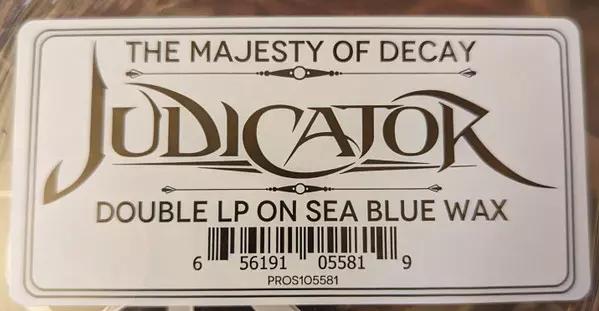 THE MAJESTY OF DECAY
JUDICATOR
DOUBLE LP ON SEA BLUE WAX
6 56191 05581 9
PROS105581